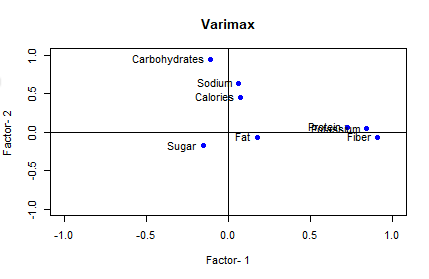 Varimax
1.0
0.5
0.0
-0.5
-1.0
Factor- 2
Carbohydrates
Sodium
Calories
Protein
Potassium
Fat
Fiber
Sugar
-1.0 -0.5 0.0 0.5 1.0
Factor- 1